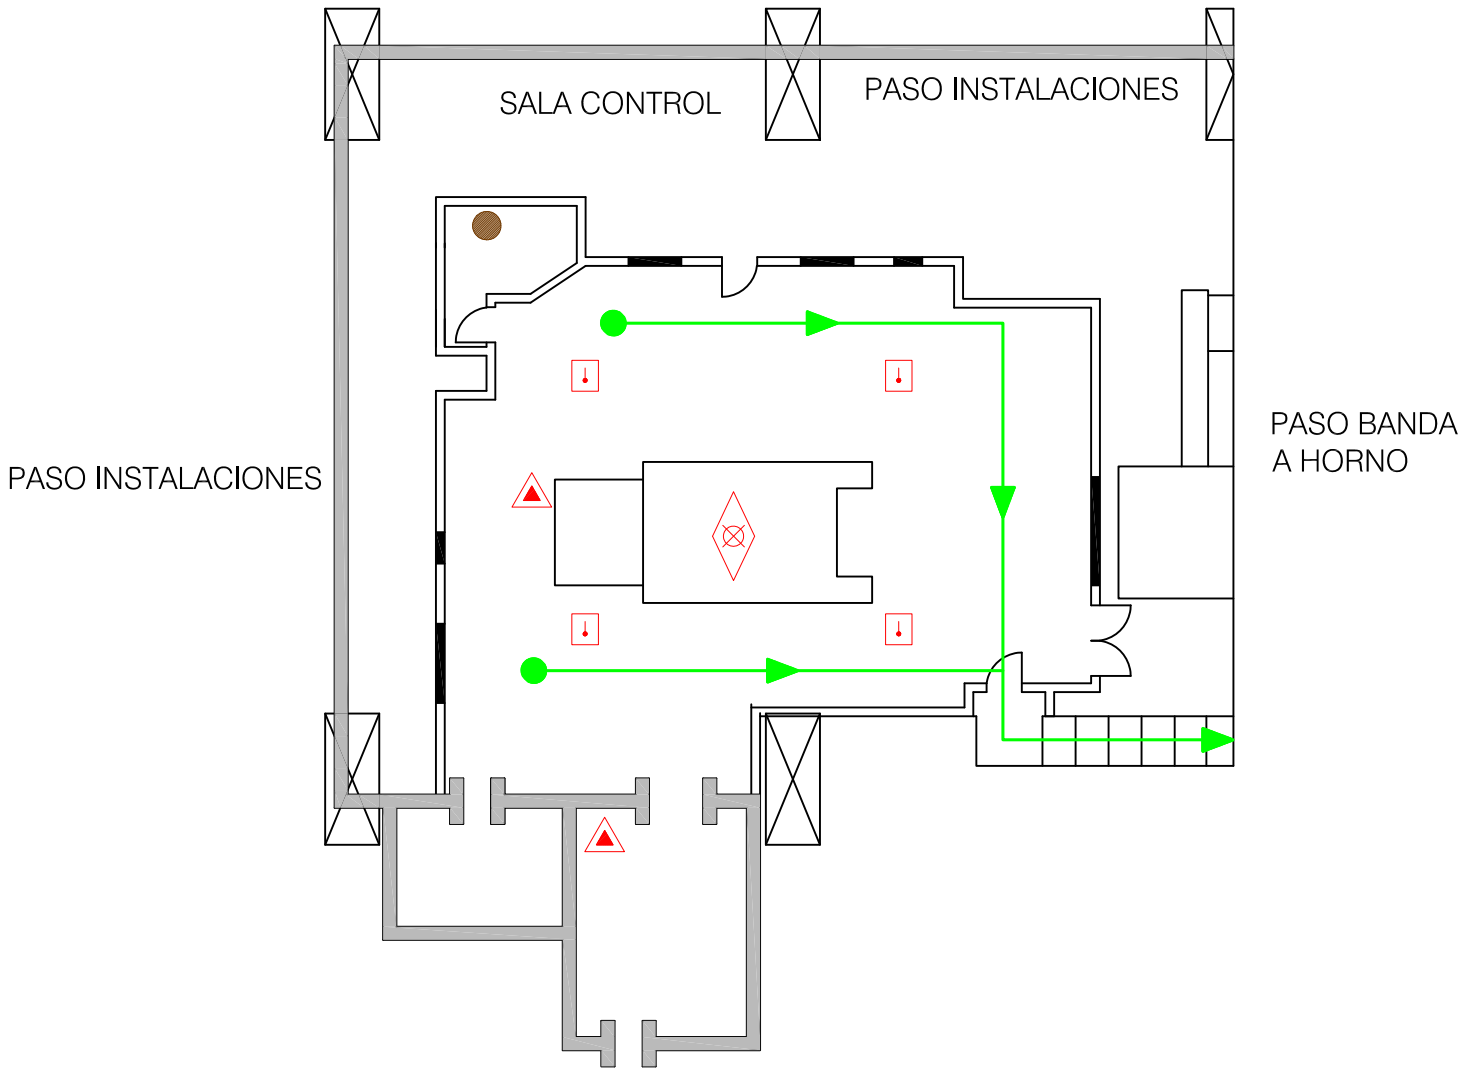 PASO INSTALACIONES
SALA CONTROL
PASO BANDA
A HORNO
PASO INSTALACIONES